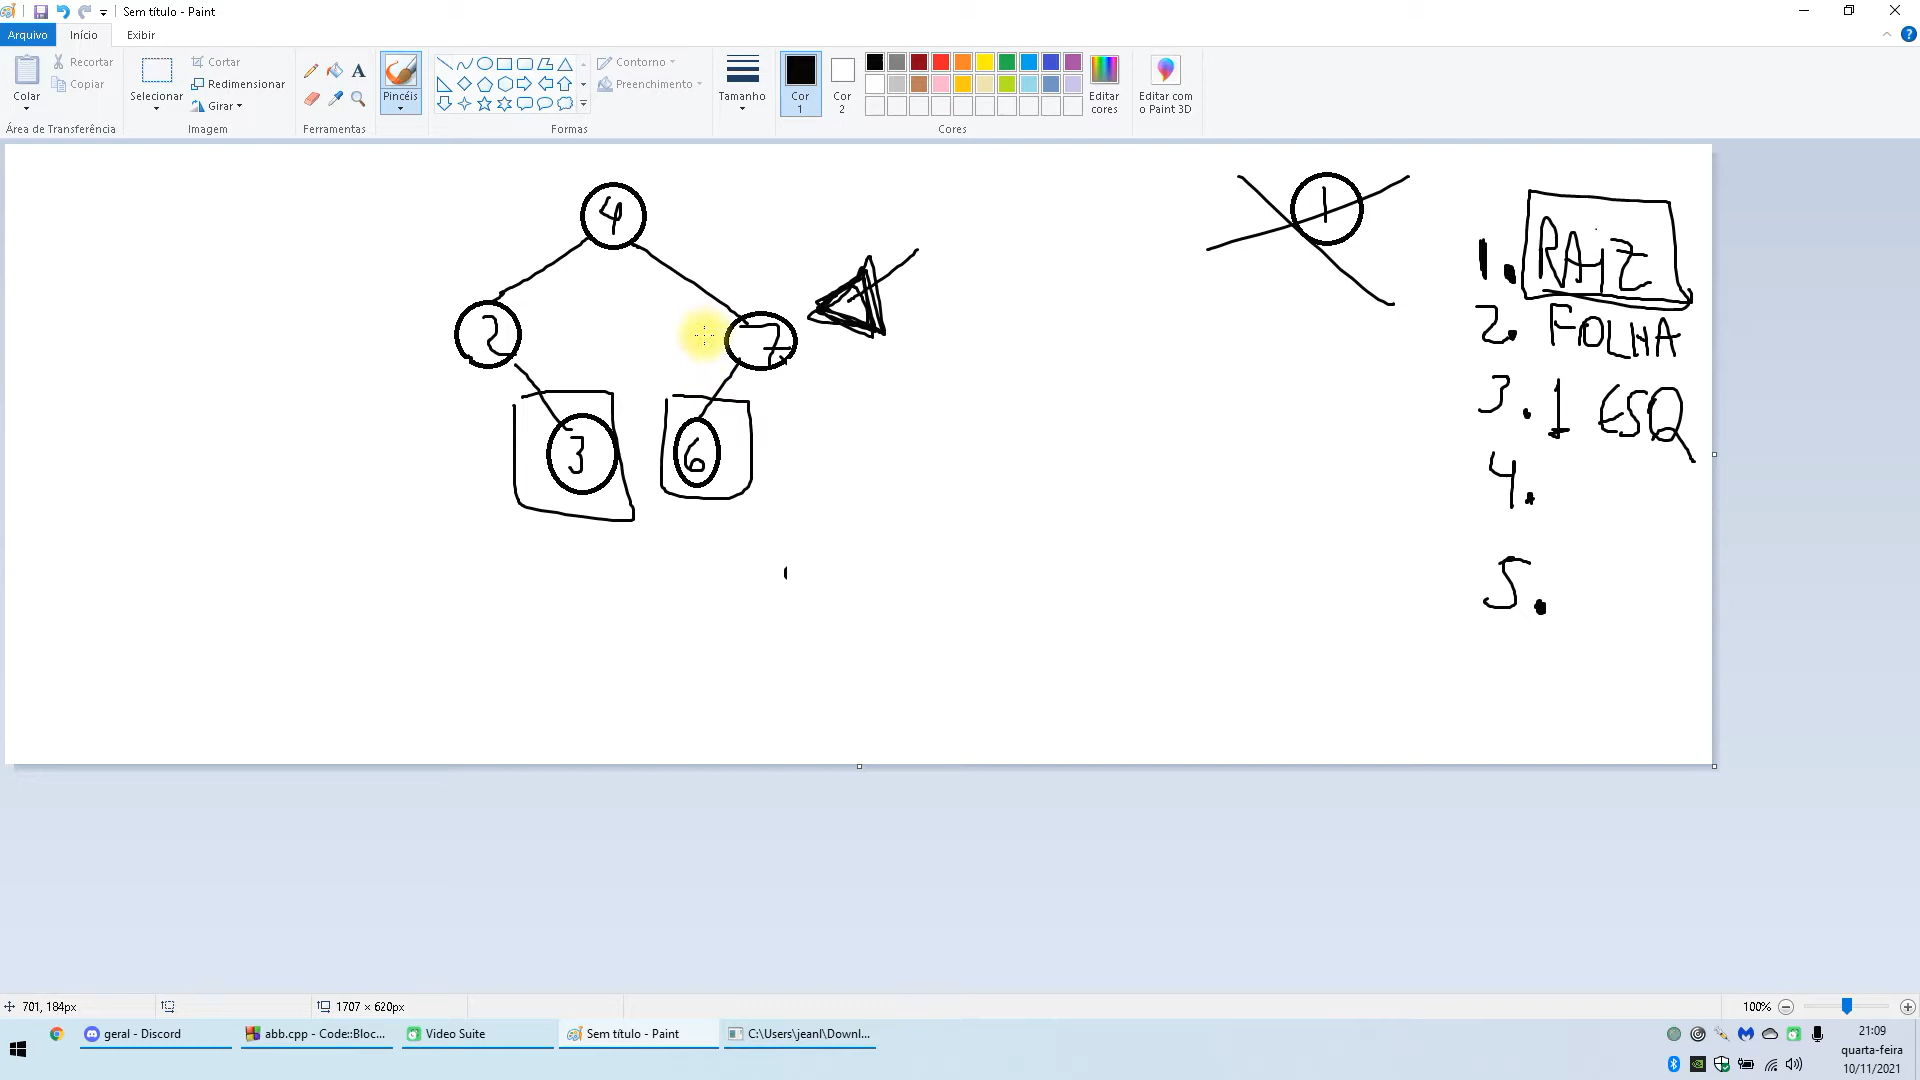 Sem título - Paint
Arquivo
Início
Exibir
Colar
Recortar
Copiar
Área de Transferência
Selecionar
Cortar
Redimensionar
Girar
Imagem
A
Ferramentas
Pincéis
Contorno
Preenchimento
Formas
Tamanho
Cor 1
Cor 2
Editar cores
Editar com o Paint 3D
Cores
4
2
7
3
6
1
1. RAIZ
2. FOLHA
3. 1 ESQ
4.
5.
701, 184px
1707 × 620px
100%
geral - Discord
abb.cpp - Code::Bloc...
Video Suite
Sem título - Paint
C:\Users\jeanl\Downl...
21:09
quarta-feira
10/11/2021